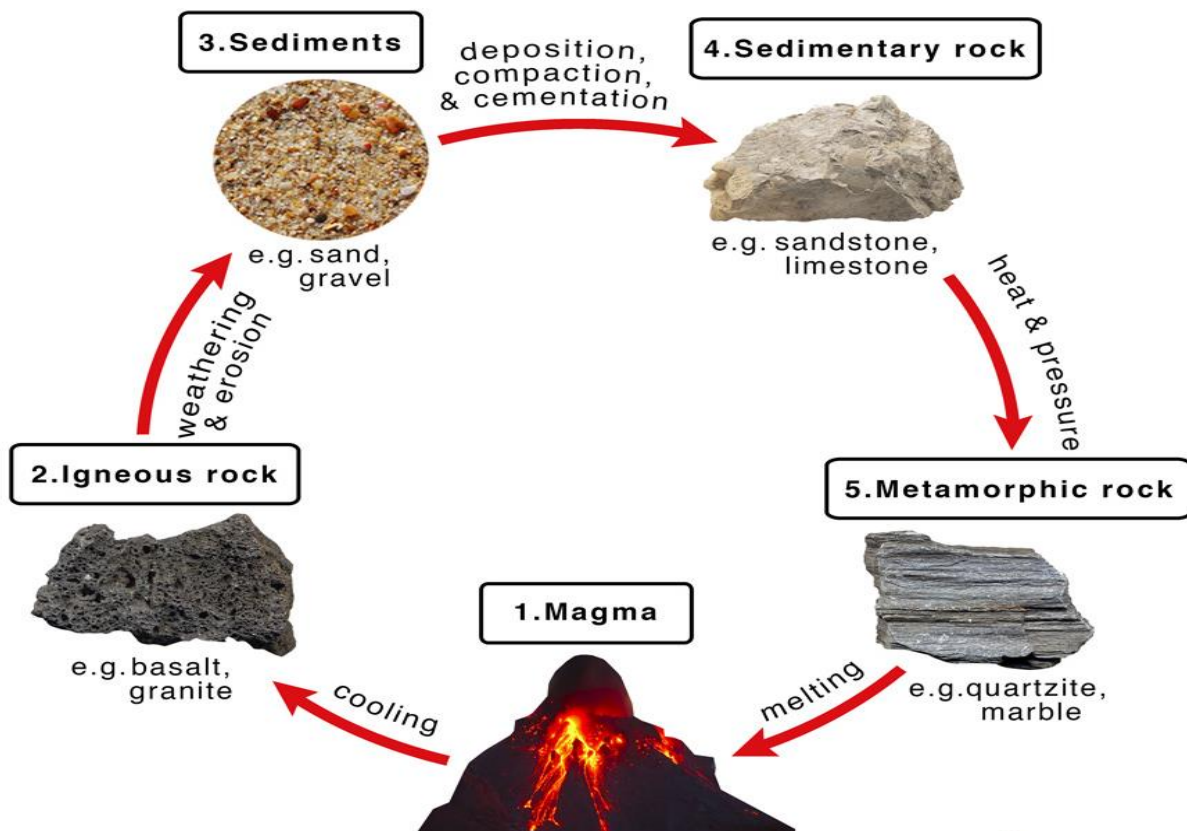 3.Sediments
deposition,
compaction,
& cementation
4.Sedimentary rock
e.g. sand,
gravel
e.g. sandstone,
limestone
weathering
& erosion
heat & pressure
2.Igneous rock
5.Metamorphic rock
1.Magma
e.g.basalt,
granite
cooling
melting
e.g.quartzite,
marble